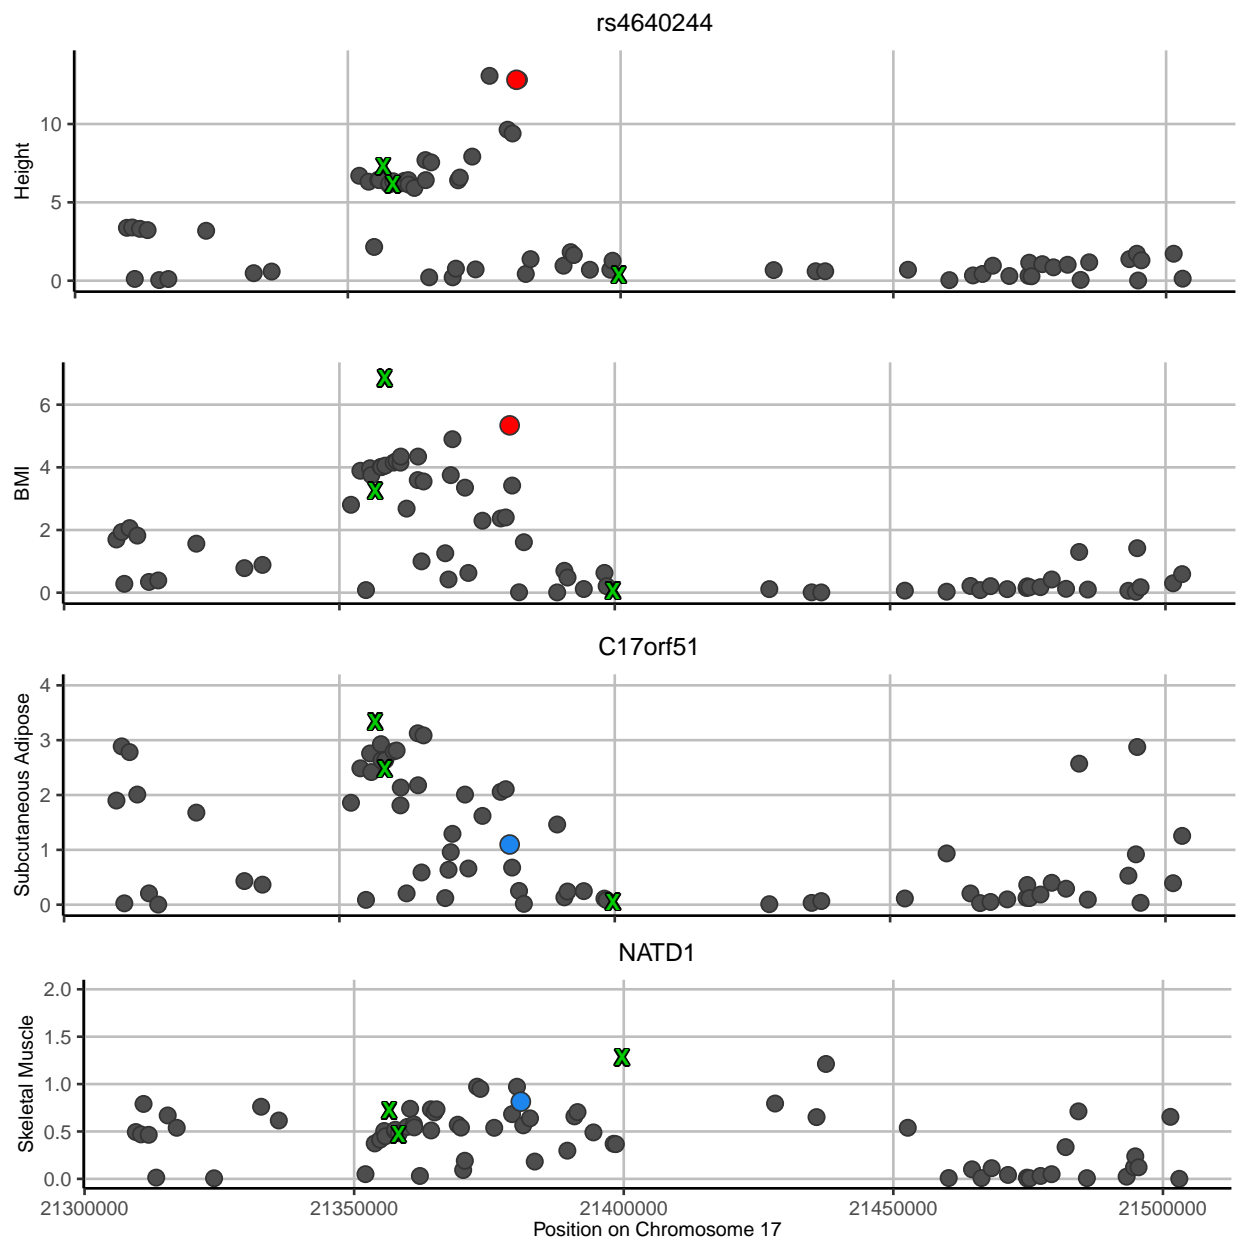 rs4640244
Height
10
5
0
BMI
6
4
2
0
C17orf51
Subcutaneous Adipose
4
3
2
1
0
NATD1
Skeletal Muscle
2.0
1.5
1.0
0.5
0.0
21300000 21350000 21400000 21450000 21500000
Position on Chromosome 17